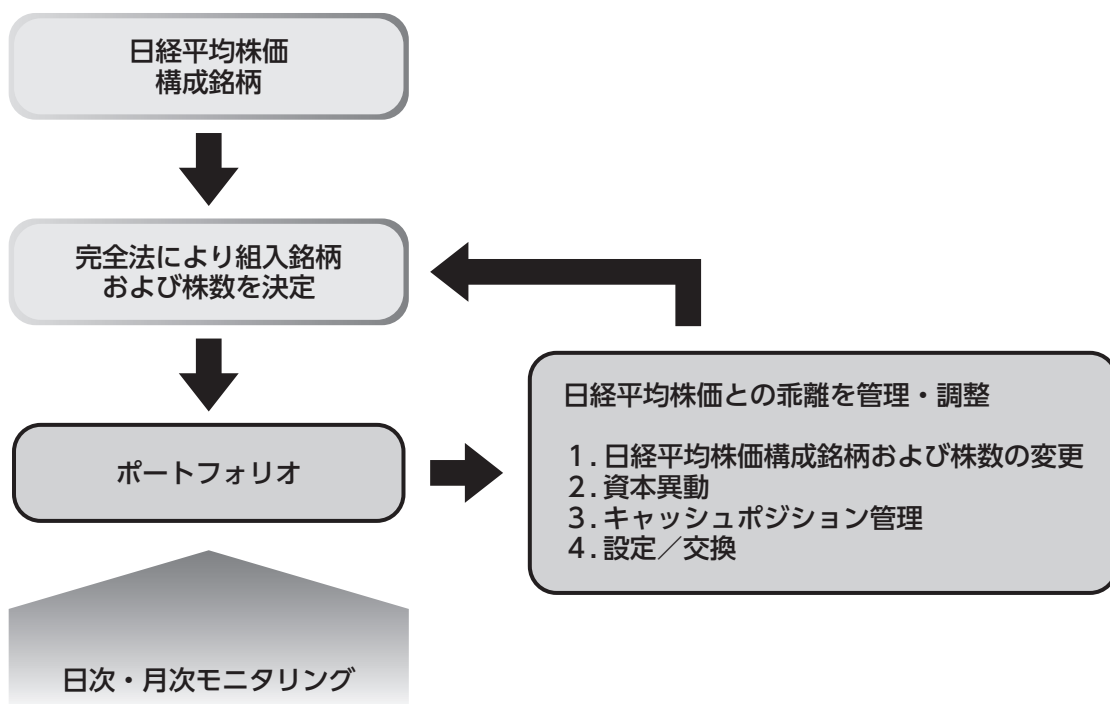 日経平均株価
構成銘柄
完全法により組入銘柄
および株数を決定
ポートフォリオ
日経平均株価との乖離を管理・調整
1.日経平均株価構成銘柄および株数の変更
2.資本異動
3.キャッシュポジション管理
4.設定／交換
日次・月次モニタリング